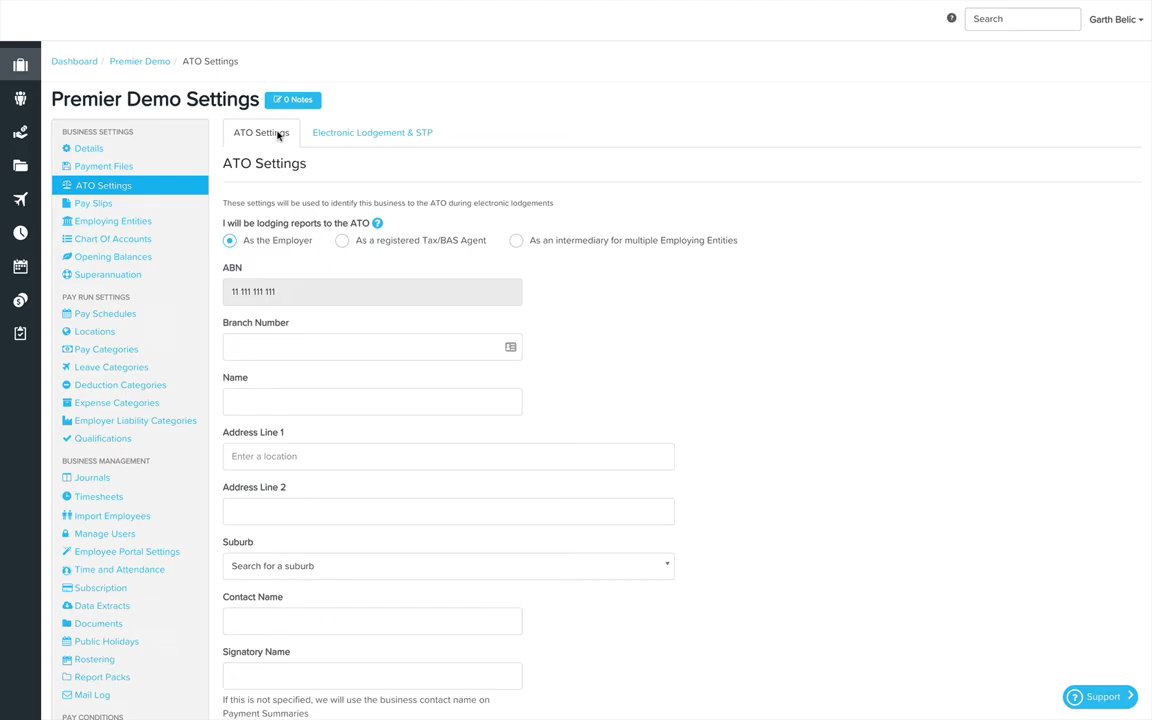 Search
Garth Belic
Dashboard / Premier Demo / ATO Settings
Premier Demo Settings
0 Notes
BUSINESS SETTINGS
Details
Payment Files
ATO Settings
Pay Slips
Employing Entities
Chart Of Accounts
Opening Balances
Superannuation
PAY RUN SETTINGS
Pay Schedules
Locations
Pay Categories
Leave Categories
Deduction Categories
Expense Categories
Employer Liability Categories
Qualifications
BUSINESS MANAGEMENT
Journals
Timesheets
Import Employees
Manage Users
Employee Portal Settings
Time and Attendance
Subscription
Data Extracts
Documents
Public Holidays
Rostering
Report Packs
Mail Log
PAY CONDITIONS
ATO Settings
Electronic Lodgement & STP
ATO Settings
These settings will be used to identify this business to the ATO during electronic lodgements
I will be lodging reports to the ATO ?
As the Employer
As a registered Tax/BAS Agent
As an intermediary for multiple Employing Entities
ABN
11 111 111 111
Branch Number
Name
Address Line 1
Enter a location
Address Line 2
Suburb
Search for a suburb
Contact Name
Signatory Name
If this is not specified, we will use the business contact name on
Payment Summaries
? Support